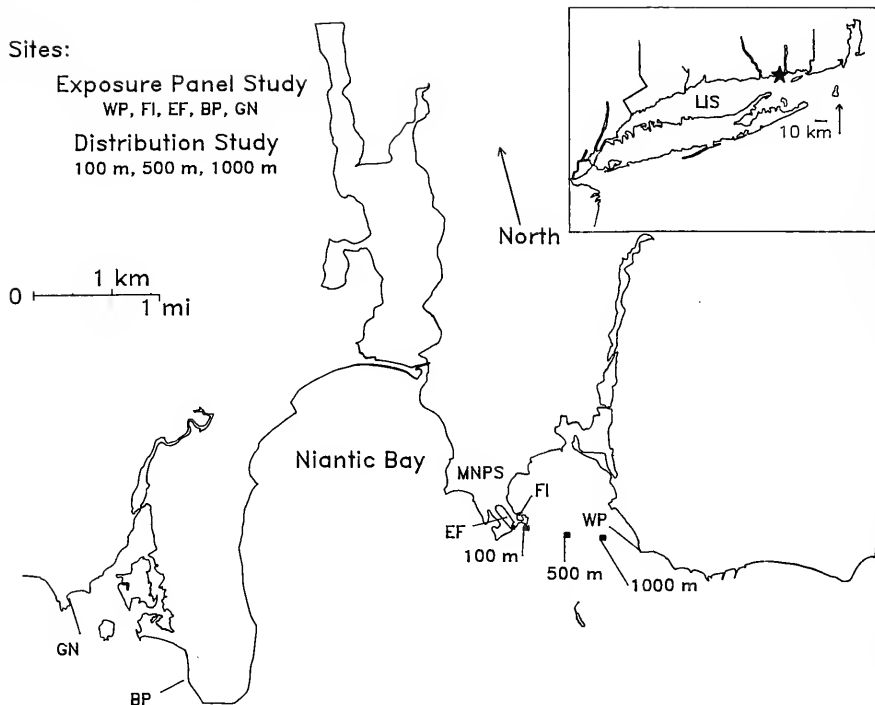 Sites:
Exposure Panel Study
WP, FI, EF, BP, GN
Distribution Study
100 m, 500 m, 1000 m
LIS
10 km
North
1 km
0
1 mi
Niantic Bay
MNPS
FI
EF
WP
100 m
500 m
1000 m
GN
BP